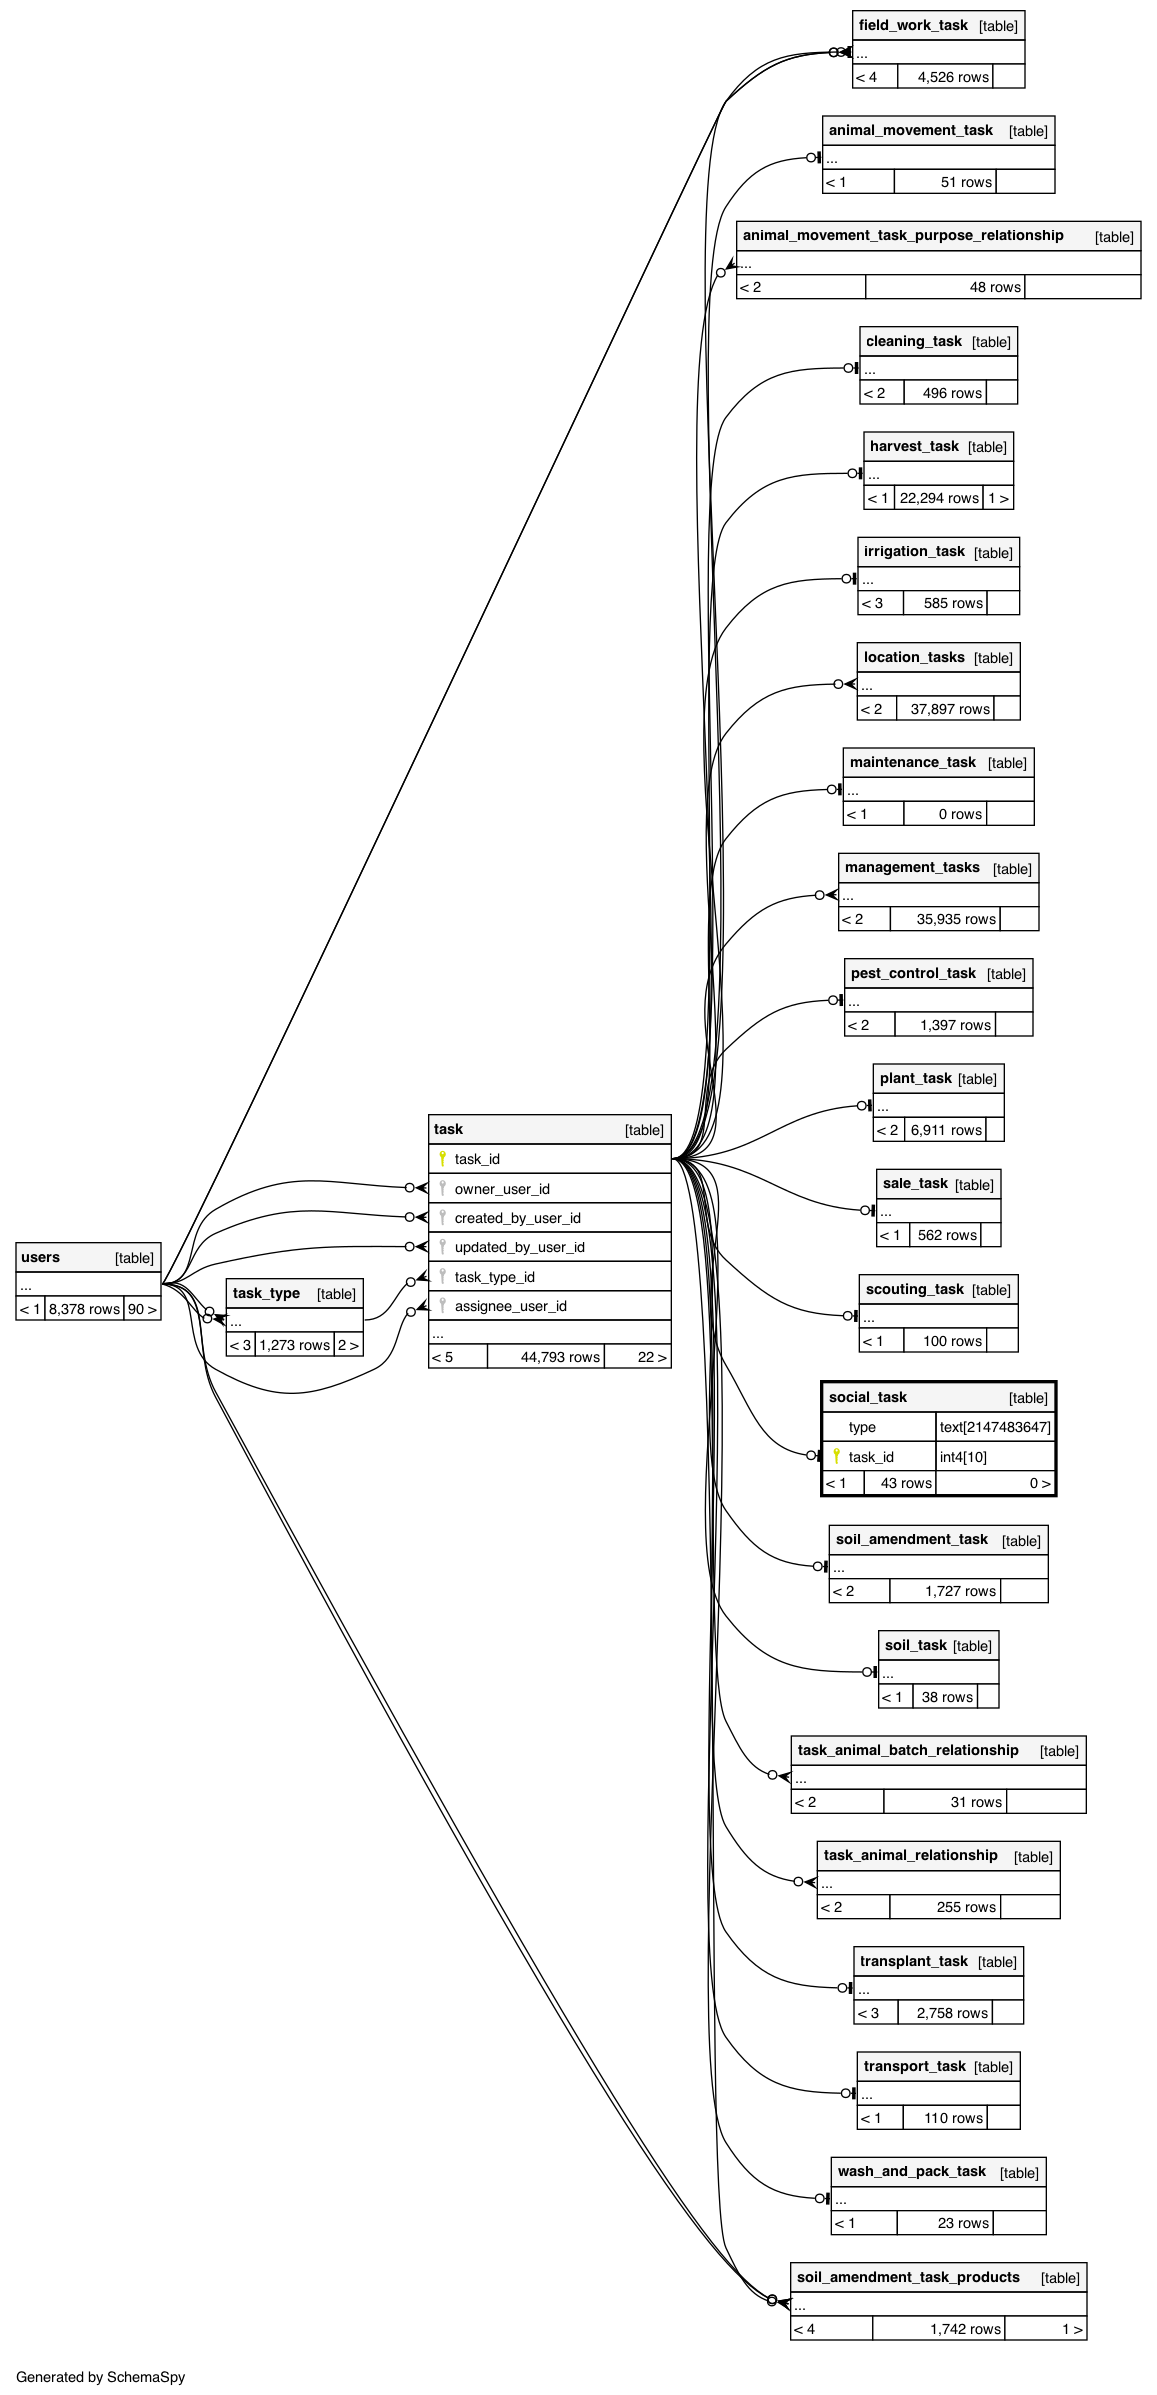 field_work_task [table]
...
< 4 4,526 rows
animal_movement_task [table]
...
< 1 51 rows
animal_movement_task_purpose_relationship [table]
...
< 2 48 rows
cleaning_task [table]
...
< 2 496 rows
harvest_task [table]
...
< 1 22,294 rows 1 >
irrigation_task [table]
...
< 3 585 rows
location_tasks [table]
...
< 2 37,897 rows
maintenance_task [table]
...
< 1 0 rows
management_tasks [table]
...
< 2 35,935 rows
pest_control_task [table]
...
< 2 1,397 rows
plant_task [table]
...
< 2 6,911 rows
task [table]
task_id
owner_user_id
created_by_user_id
updated_by_user_id
task_type_id
assignee_user_id
...
< 5 44,793 rows 22 >
sale_task [table]
...
< 1 562 rows
users [table]
...
< 1 8,378 rows 90 >
task_type [table]
...
< 3 1,273 rows 2 >
scouting_task [table]
...
< 1 100 rows
social_task [table]
type text[2147483647]
task_id int4[10]
< 1 43 rows 0 >
soil_amendment_task [table]
...
< 2 1,727 rows
soil_task [table]
...
< 1 38 rows
task_animal_batch_relationship [table]
...
< 2 31 rows
task_animal_relationship [table]
...
< 2 255 rows
transplant_task [table]
...
< 3 2,758 rows
transport_task [table]
...
< 1 110 rows
wash_and_pack_task [table]
...
< 1 23 rows
soil_amendment_task_products [table]
...
< 4 1,742 rows 1 >
Generated by SchemaSpy